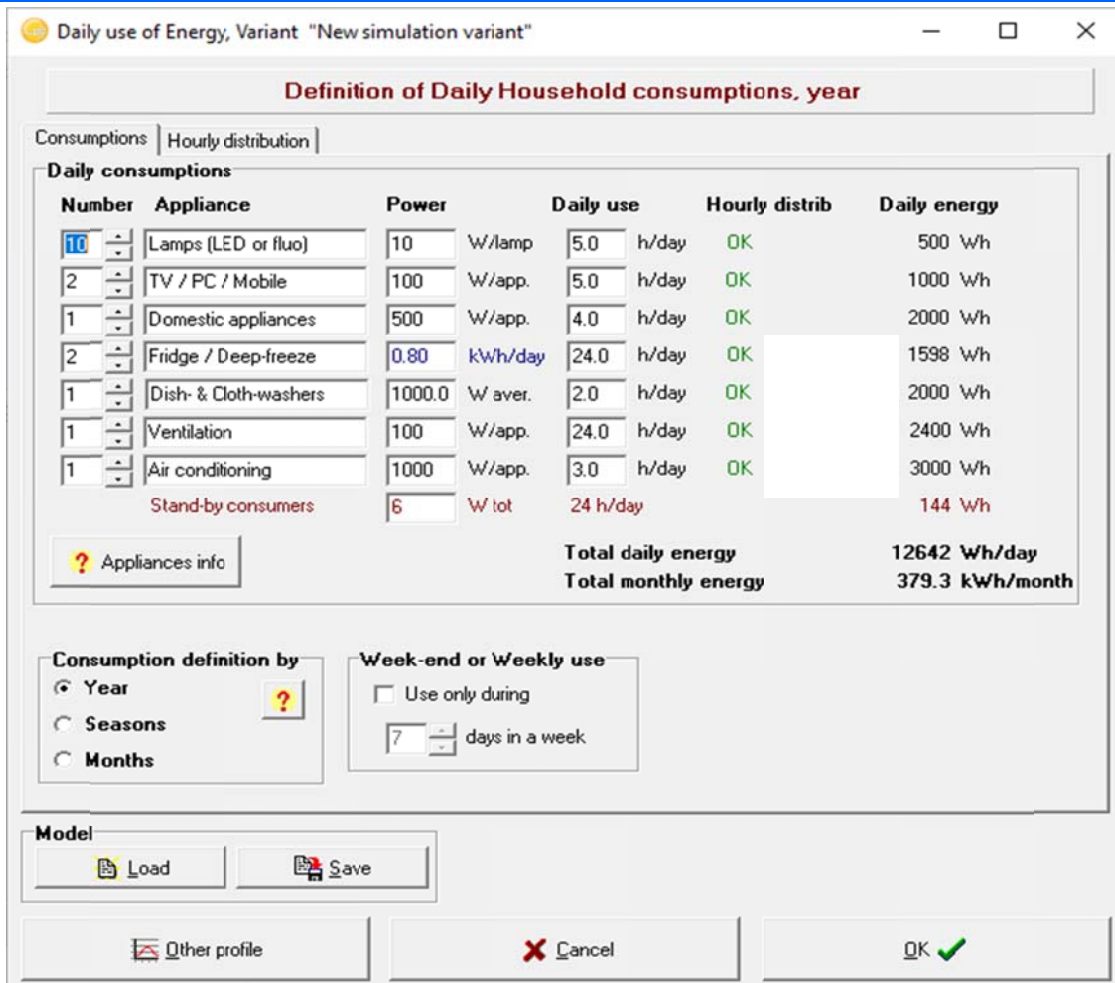 Daily use of Energy, Variant "New simulation variant"
Definition of Daily Household consumptions, year
Consumptions Hourly distribution
Daily consumptions
Number Appliance Power Daily use Hourly distrib Daily energy
10 Lamps (LED or fluo) 10 W/lamp 5.0 h/day OK 500 Wh
2 TV / PC / Mobile 100 W/app. 5.0 h/day OK 1000 Wh
1 Domestic appliances 500 W/app. 4.0 h/day OK 2000 Wh
2 Fridge / Deep-freeze 0.80 kWh/day 24.0 h/day OK 1598 Wh
1 Dish- & Cloth-washers 1000.0 W aver. 2.0 h/day OK 2000 Wh
1 Ventilation 100 W/app. 24.0 h/day OK 2400 Wh
1 Air conditioning 1000 W/app. 3.0 h/day OK 3000 Wh
Stand-by consumers 6 W tot 24 h/day 144 Wh
? Appliances info Total daily energy 12642 Wh/day
Total monthly energy 379.3 kWh/month
Consumption definition by Week-end or Weekly use
Year ? Use only during
Seasons 7 days in a week
Months
Model
Load Save
Other profile Cancel OK